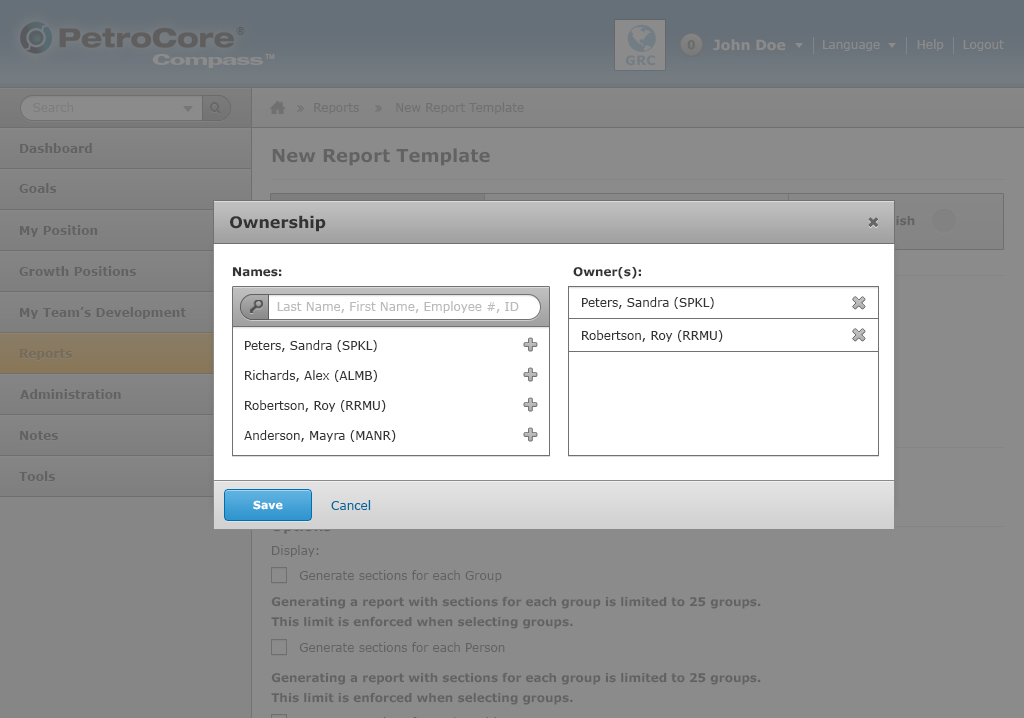 PetroCore®
Compass™
GRC
0 John Doe Language Help Logout
Search
» Reports » New Report Template
Dashboard
Goals
My Position
Growth Positions
My Team's Development
Reports
Administration
Notes
Tools
New Report Template
ish
Ownership
Names:
Last Name, First Name, Employee #, ID
Peters, Sandra (SPKL)
Richards, Alex (ALMB)
Robertson, Roy (RRMU)
Anderson, Mayra (MANR)
Owner(s):
Peters, Sandra (SPKL)
Robertson, Roy (RRMU)
Save Cancel
Options
Display:
Generate sections for each Group
Generating a report with sections for each group is limited to 25 groups.
This limit is enforced when selecting groups.
Generate sections for each Person
Generating a report with sections for each group is limited to 25 groups.
This limit is enforced when selecting groups.